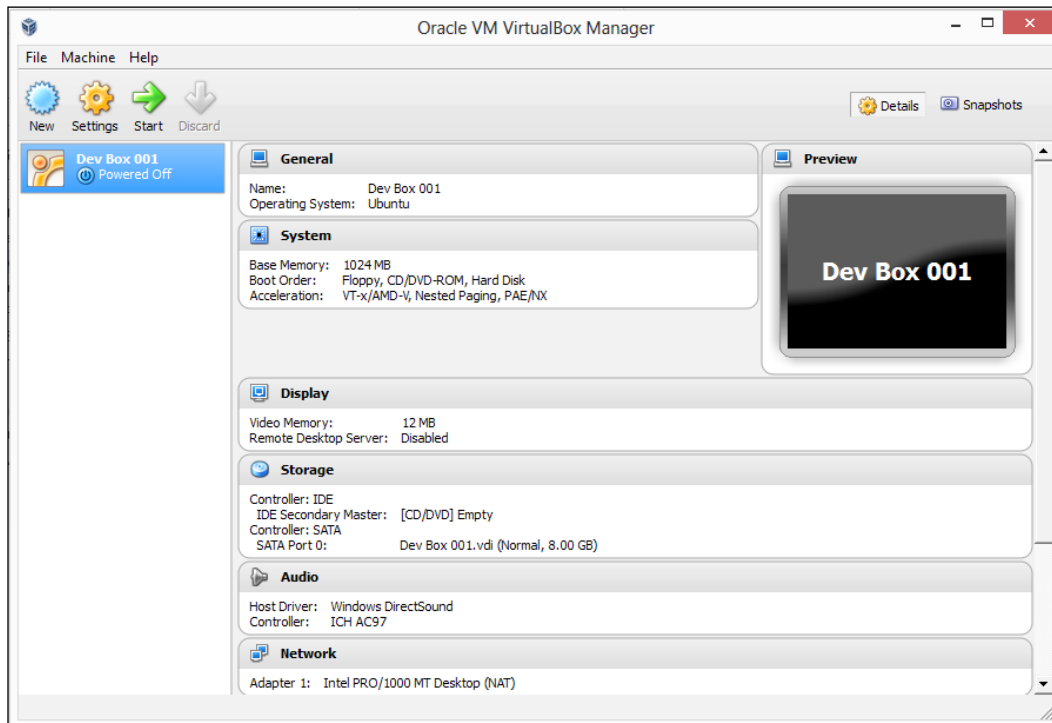 Oracle VM VirtualBox Manager
File Machine Help
New Settings Start Discard
Details Snapshots
Dev Box 001
Powered Off
General
Name: Dev Box 001
Operating System: Ubuntu
Preview
Dev Box 001
System
Base Memory: 1024 MB
Boot Order: Floppy, CD/DVD-ROM, Hard Disk
Acceleration: VT-x/AMD-V, Nested Paging, PAE/NX
Display
Video Memory: 12 MB
Remote Desktop Server: Disabled
Storage
Controller: IDE
IDE Secondary Master: [CD/DVD] Empty
Controller: SATA
SATA Port 0: Dev Box 001.vdi (Normal, 8.00 GB)
Audio
Host Driver: Windows DirectSound
Controller: ICH AC97
Network
Adapter 1: Intel PRO/1000 MT Desktop (NAT)